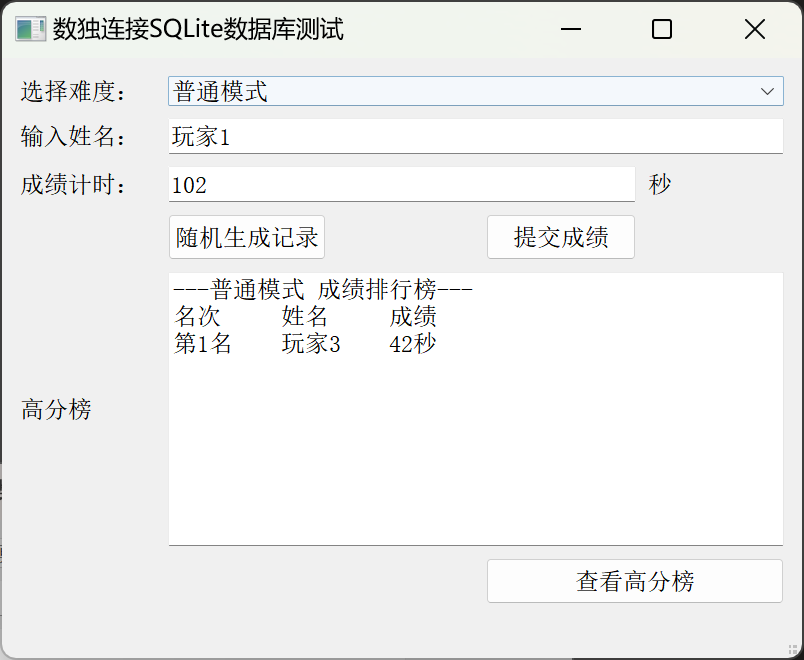 数独连接SQLite数据库测试
选择难度： 普通模式
输入姓名： 玩家1
成绩计时： 102 秒
随机生成记录 提交成绩
---普通模式 成绩排行榜---
名次 姓名 成绩
第1名 玩家3 42秒
高分榜
查看高分榜